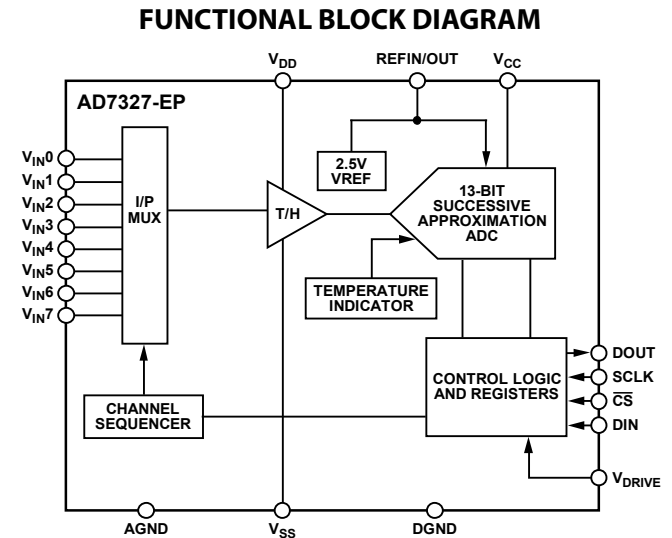 FUNCTIONAL BLOCK DIAGRAM
VDD
REFIN/OUT
VCC
AD7327-EP
VIN0
VIN1
VIN2
VIN3
VIN4
VIN5
VIN6
VIN7
I/P
MUX
T/H
2.5V
VREF
13-BIT
SUCCESSIVE
APPROXIMATION
ADC
TEMPERATURE
INDICATOR
CHANNEL
SEQUENCER
CONTROL LOGIC
AND REGISTERS
DOUT
SCLK
CS
DIN
VDRIVE
AGND
VSS
DGND